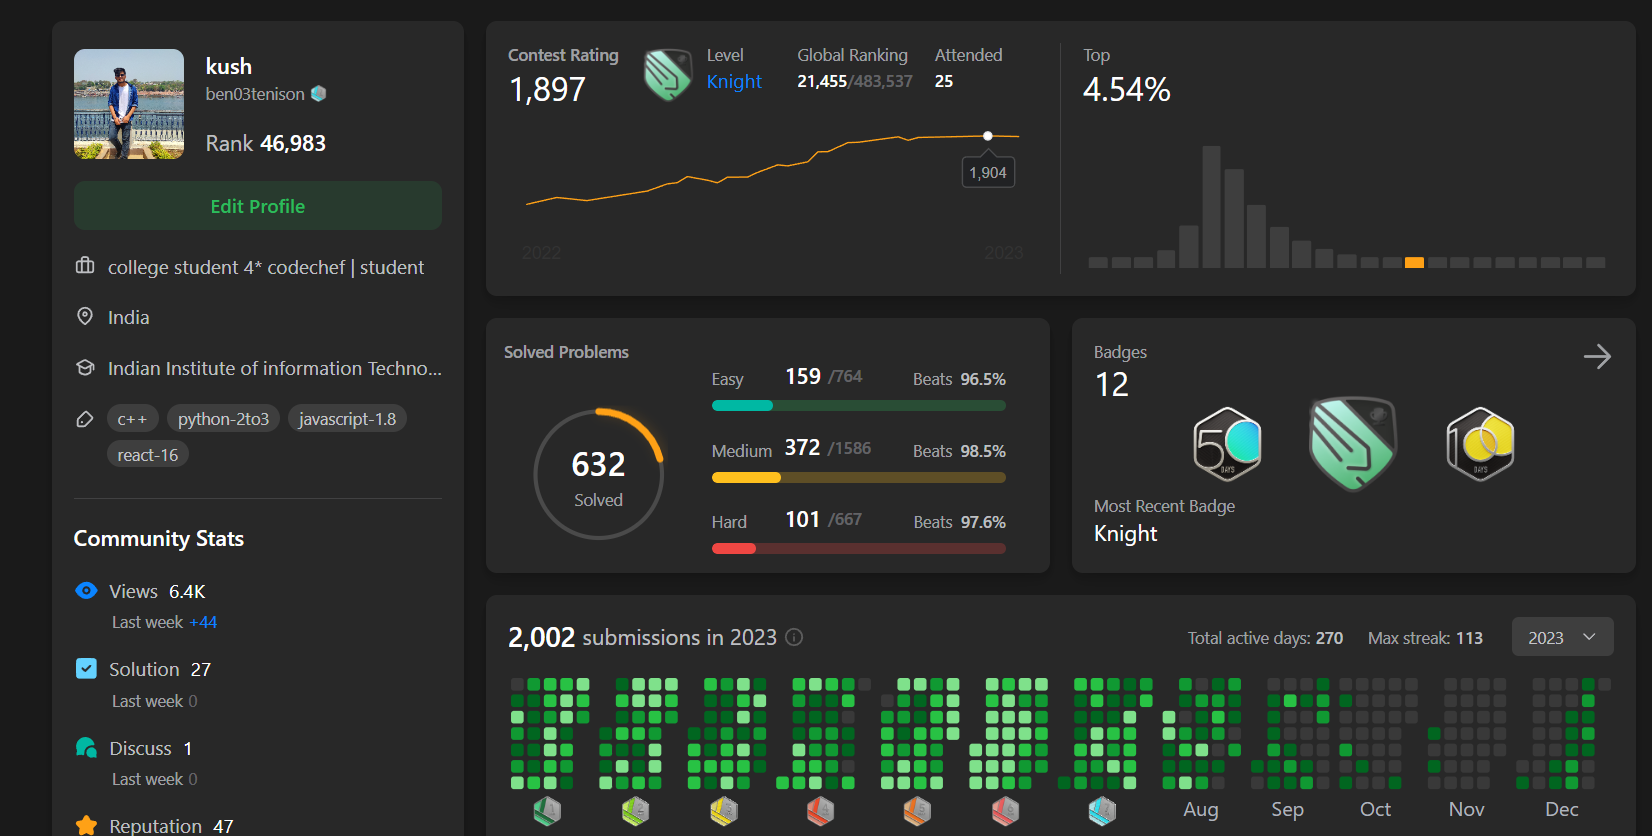 kush
ben03tenison
Rank 46,983
Edit Profile
college student 4* codechef | student
India
Indian Institute of information Techno...
c++ python-2to3 javascript-1.8
react-16
Community Stats
Views 6.4K
Last week +44
Solution 27
Last week 0
Discuss 1
Last week 0
Reputation 47
Contest Rating
1,897
Level
Knight
Global Ranking
21,455/483,537
Attended
25
1,904
2022 2023
Top
4.54%
Solved Problems
632
Solved
Easy 159 /764 Beats 96.5%
Medium 372 /1586 Beats 98.5%
Hard 101 /667 Beats 97.6%
Badges
12
50 DAYS
100 DAYS
Most Recent Badge
Knight
2,002 submissions in 2023
Total active days: 270 Max streak: 113 2023
Aug Sep Oct Nov Dec